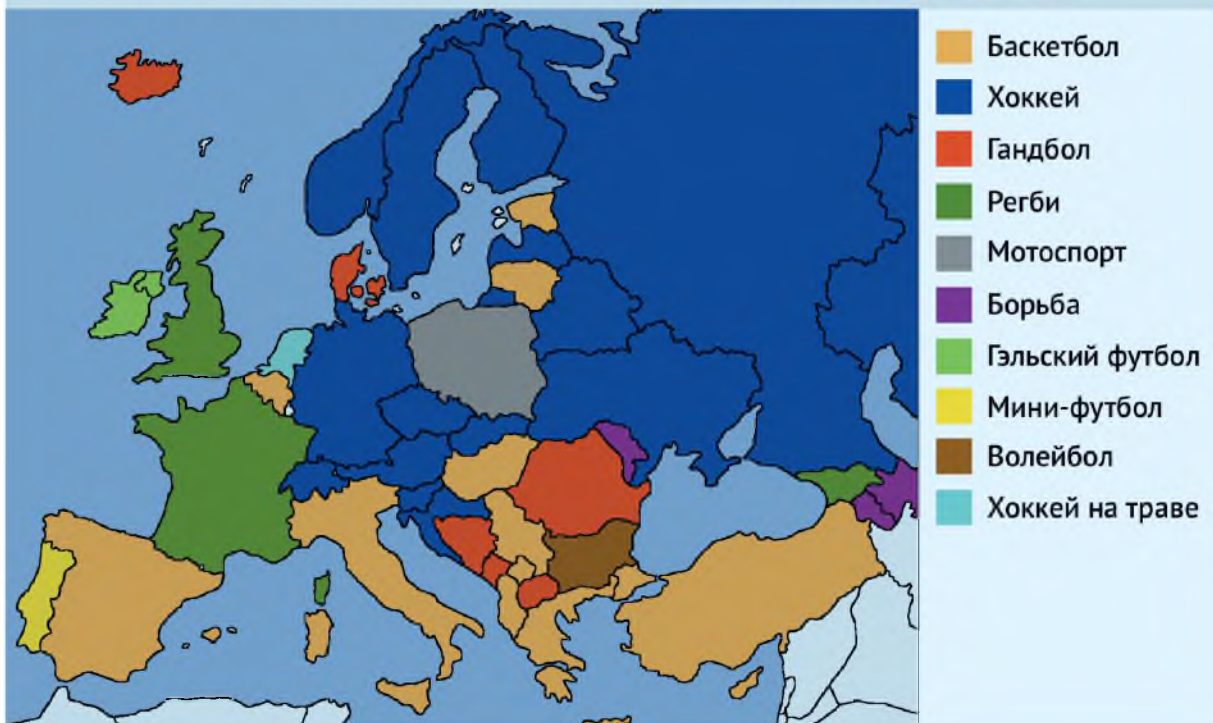 Баскетбол
Хоккей
Гандбол
Регби
Мотоспорт
Борьба
Гэльский футбол
Мини-футбол
Волейбол
Хоккей на траве